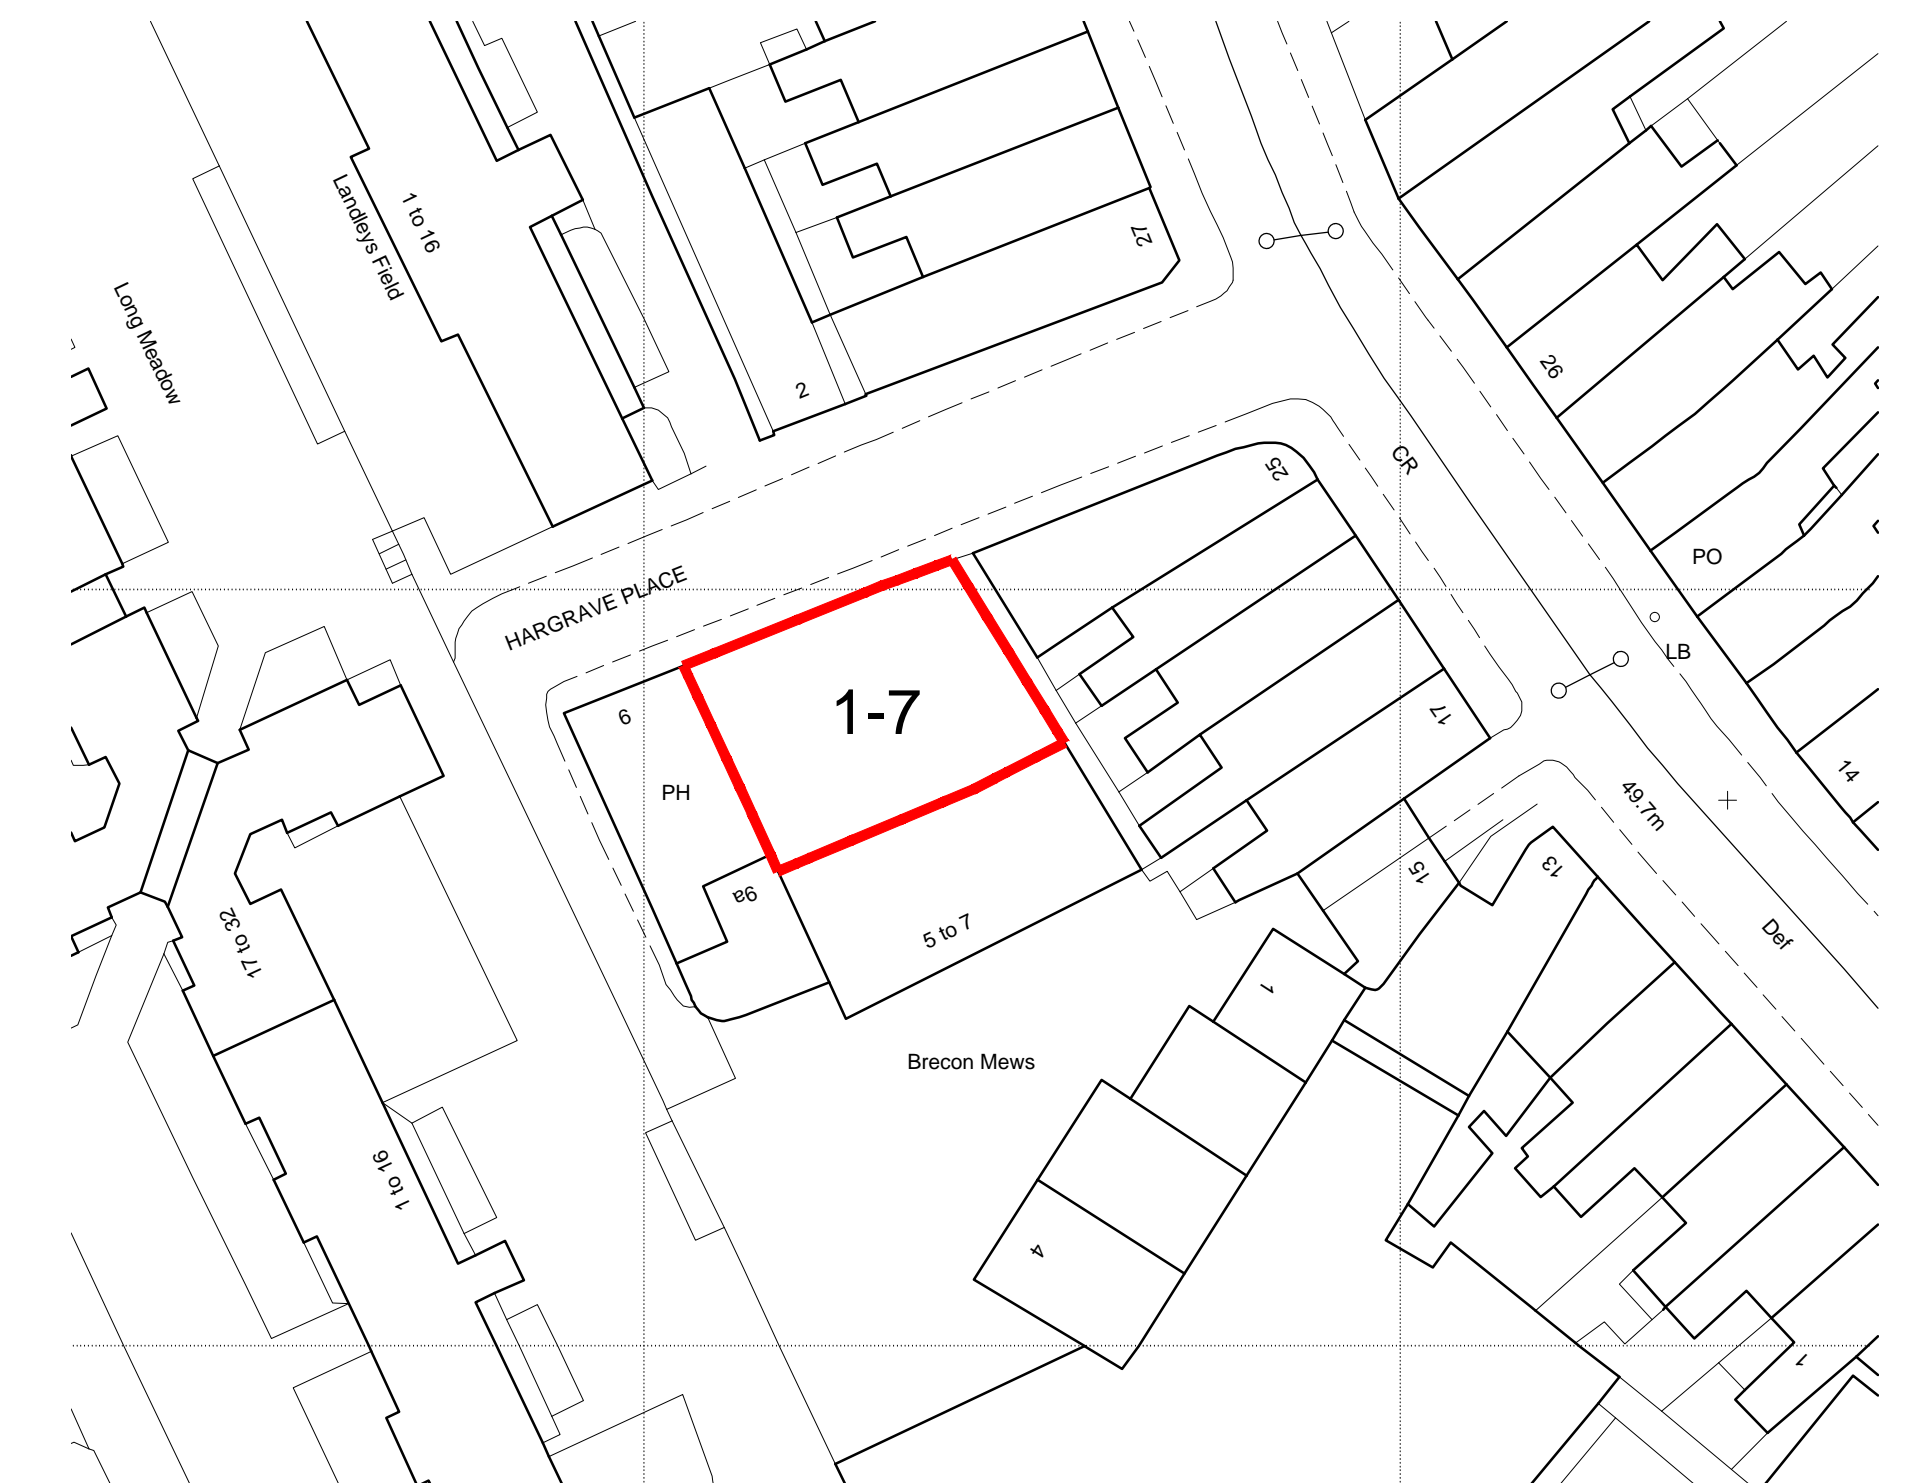 Long Meadow
Landleys Field
1 to 16
2
27
26
25
CR
PO
HARGRAVE PLACE
LB
1-7
9
PH
17
14
49.7m
9a
15
13
5 to 7
Def
17 to 32
1
Brecon Mews
1 to 16
4
1